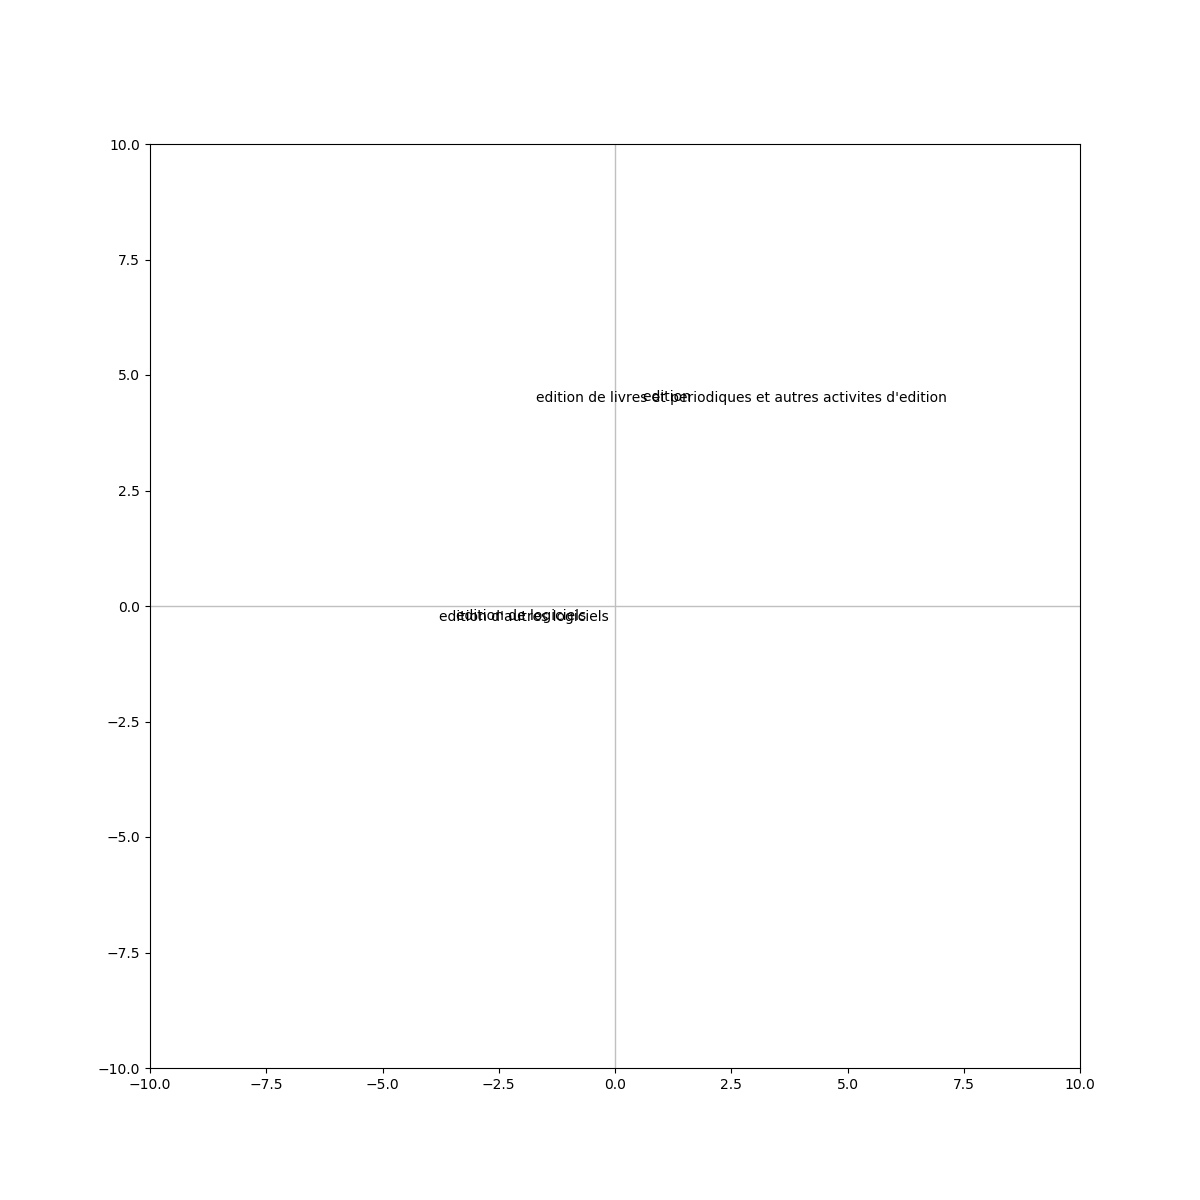 10.0
7.5
5.0
edition
edition de livres et periodiques et autres activites d'edition
2.5
0.0
edition de logiciels
edition d'autres logiciels
−2.5
−5.0
−7.5
−10.0
−10.0 −7.5 −5.0 −2.5 0.0 2.5 5.0 7.5 10.0